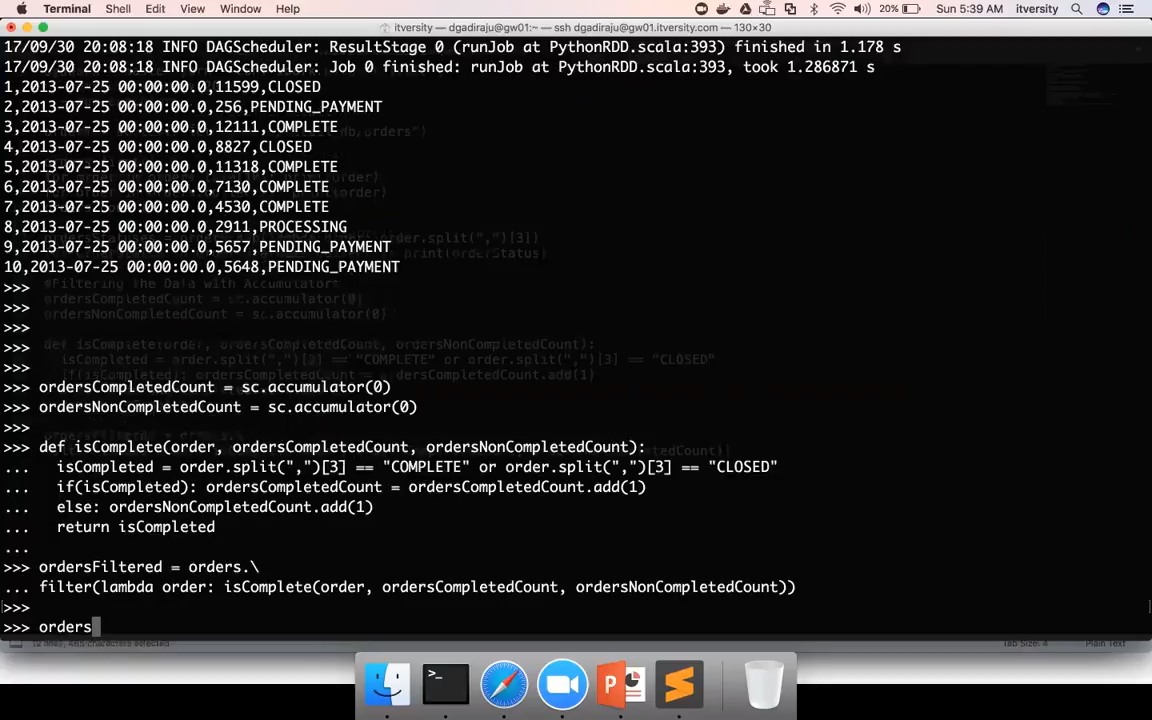 Terminal Shell Edit View Window Help 20% Sun 5:39 AM itversity
itversity — dgadiraju@gw01:~ — ssh dgadiraju@gw01.itversity.com — 130×30
17/09/30 20:08:18 INFO DAGScheduler: ResultStage 0 (runJob at PythonRDD.scala:393) finished in 1.178 s
17/09/30 20:08:18 INFO DAGScheduler: Job 0 finished: runJob at PythonRDD.scala:393, took 1.286871 s
1,2013-07-25 00:00:00.0,11599,CLOSED
2,2013-07-25 00:00:00.0,256,PENDING_PAYMENT
3,2013-07-25 00:00:00.0,12111,COMPLETE
4,2013-07-25 00:00:00.0,8827,CLOSED
5,2013-07-25 00:00:00.0,11318,COMPLETE
6,2013-07-25 00:00:00.0,7130,COMPLETE
7,2013-07-25 00:00:00.0,4530,COMPLETE
8,2013-07-25 00:00:00.0,2911,PROCESSING
9,2013-07-25 00:00:00.0,5657,PENDING_PAYMENT
10,2013-07-25 00:00:00.0,5648,PENDING_PAYMENT
>>>
>>>
>>>
>>>
>>>
>>> ordersCompletedCount = sc.accumulator(0)
>>> ordersNonCompletedCount = sc.accumulator(0)
>>>
>>> def isComplete(order, ordersCompletedCount, ordersNonCompletedCount):
...   isCompleted = order.split(",")[3] == "COMPLETE" or order.split(",")[3] == "CLOSED"
...   if(isCompleted): ordersCompletedCount = ordersCompletedCount.add(1)
...   else: ordersNonCompletedCount.add(1)
...   return isCompleted
...
>>> ordersFiltered = orders.\
... filter(lambda order: isComplete(order, ordersCompletedCount, ordersNonCompletedCount))
>>>
>>> orders
Tab Size: 4 Plain Text